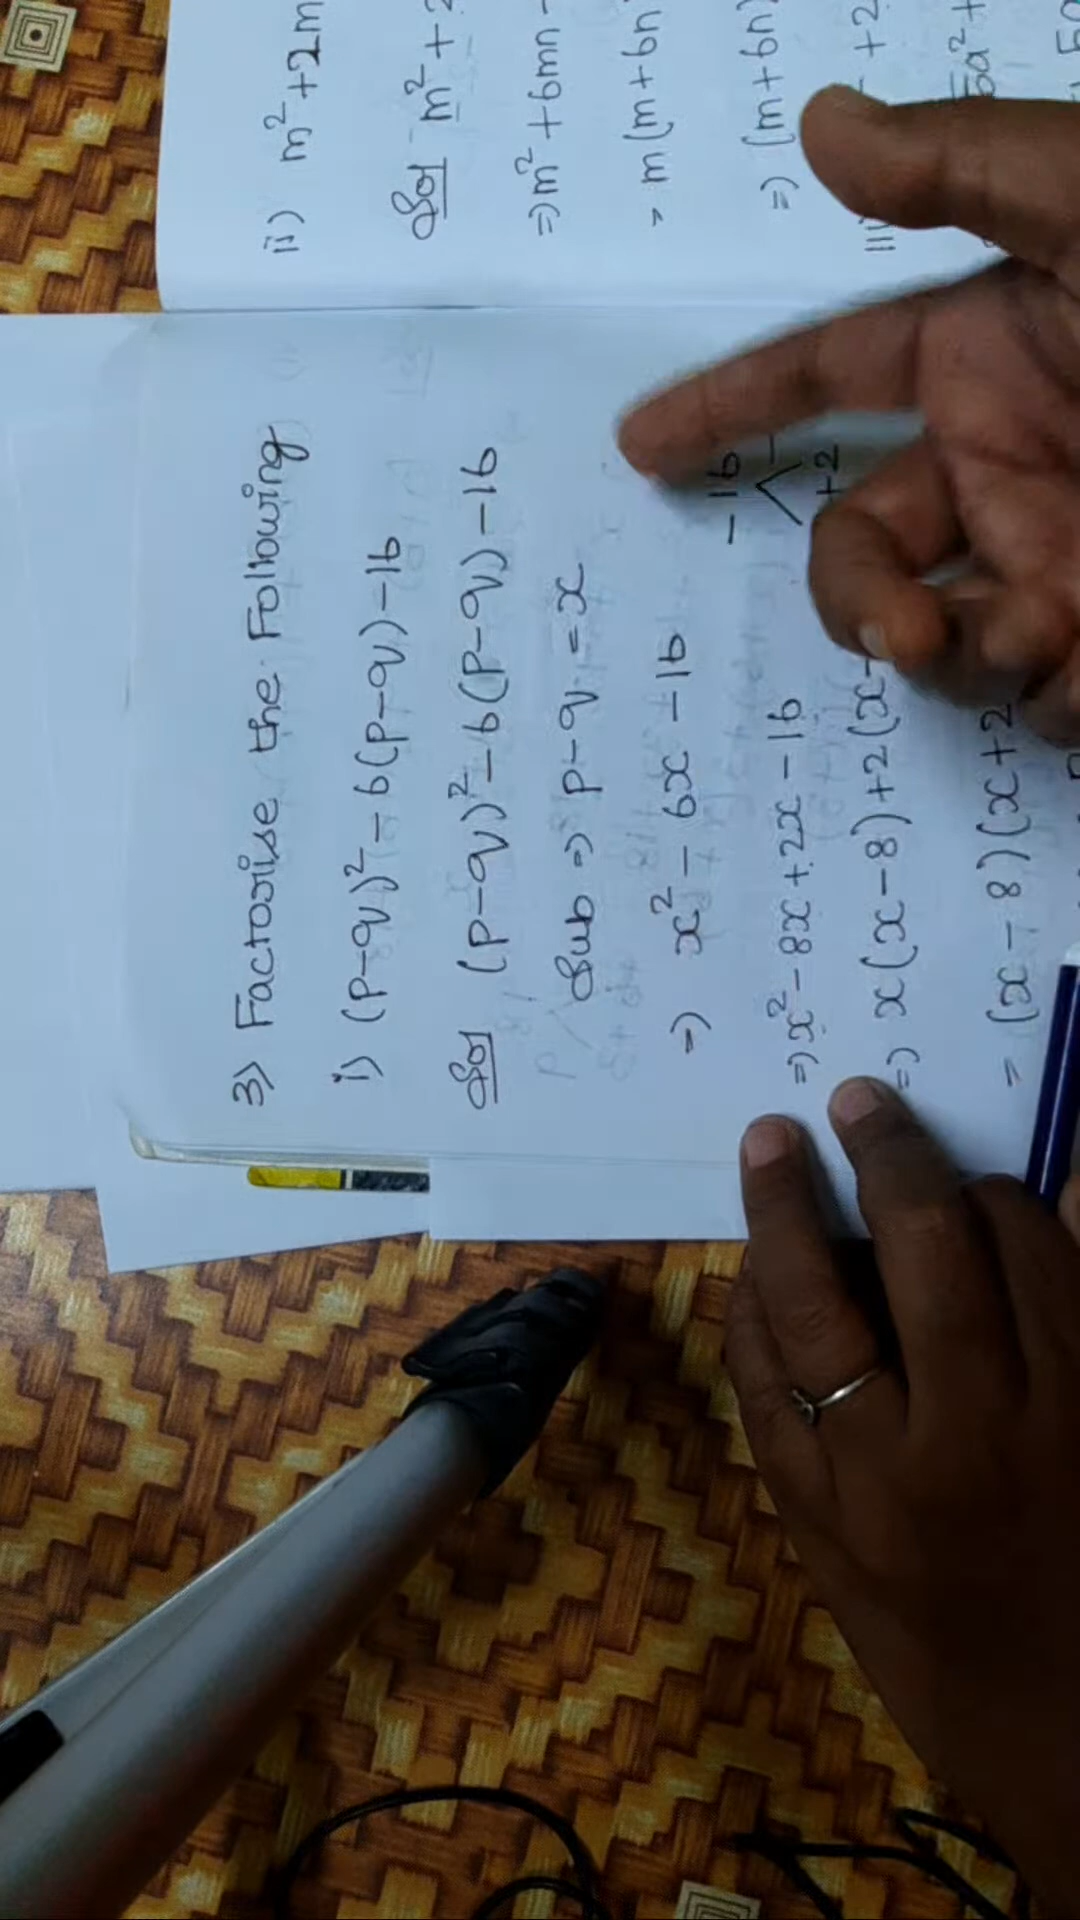 3) Factorise the Following
i) (p-q)² - 6(p-q) - 16
Sol (p-q)² - 6(p-q) - 16
Sub => p-q = x
=> x² - 6x - 16
-16
=> x² - 8x + 2x - 16
+2
=> x(x-8)+2(x-
= (x-8)(x+2
ii) m²+2m
Sol m²+2
=> m² + 6mn -
= m(m+6n
=> (m+6n)
+2
5a²+